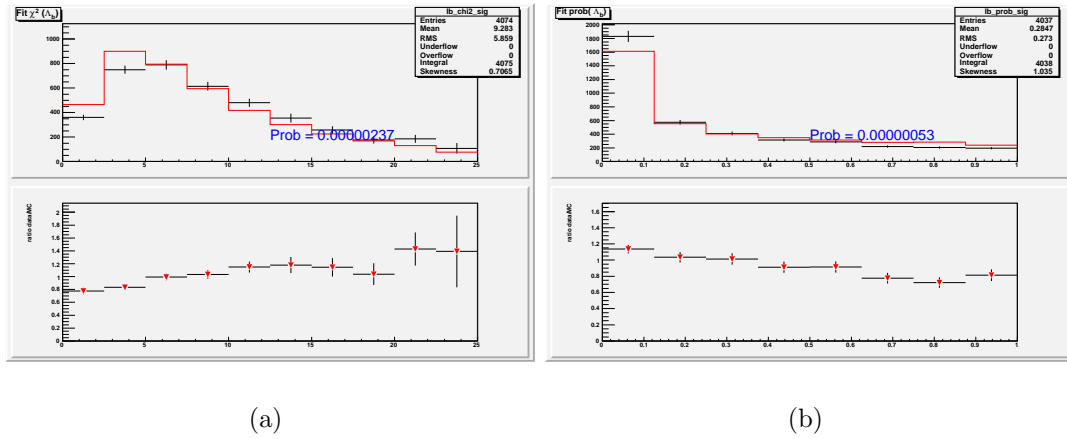 Fit χ² (Λb)
lb_chi2_sig
Entries 4074
Mean 9.283
RMS 5.859
Underflow 0
Overflow 0
Integral 4075
Skewness 0.7065
1000
800
600
400
200
0
Prob = 0.00000237
0 5 10 15 20 25
ratio data/MC
2
1.8
1.6
1.4
1.2
1
0.8
0.6
0.4
0.2
0
0 5 10 15 20 25
(a)
Fit prob( Λb)
lb_prob_sig
Entries 4037
Mean 0.2847
RMS 0.273
Underflow 0
Overflow 0
Integral 4038
Skewness 1.035
2000
1800
1600
1400
1200
1000
800
600
400
200
0
Prob = 0.00000053
0 0.1 0.2 0.3 0.4 0.5 0.6 0.7 0.8 0.9 1
ratio data/MC
1.6
1.4
1.2
1
0.8
0.6
0.4
0.2
0
0 0.1 0.2 0.3 0.4 0.5 0.6 0.7 0.8 0.9 1
(b)